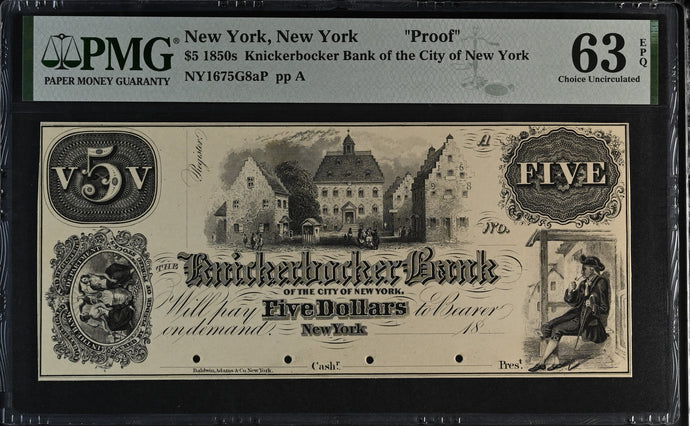 PMG®
PAPER MONEY GUARANTY
New York, New York "Proof"
$5 1850s Knickerbocker Bank of the City of New York
NY1675G8aP pp A
63 EPQ
Choice Uncirculated
V 5 V
Register.
A
FIVE
No.
THE
Knickerbocker Bank
OF THE CITY OF NEW YORK.
Will pay Five Dollars to Bearer
on demand. New York 18
Cashr. Prest.
Baldwin, Adams & Co. New York.